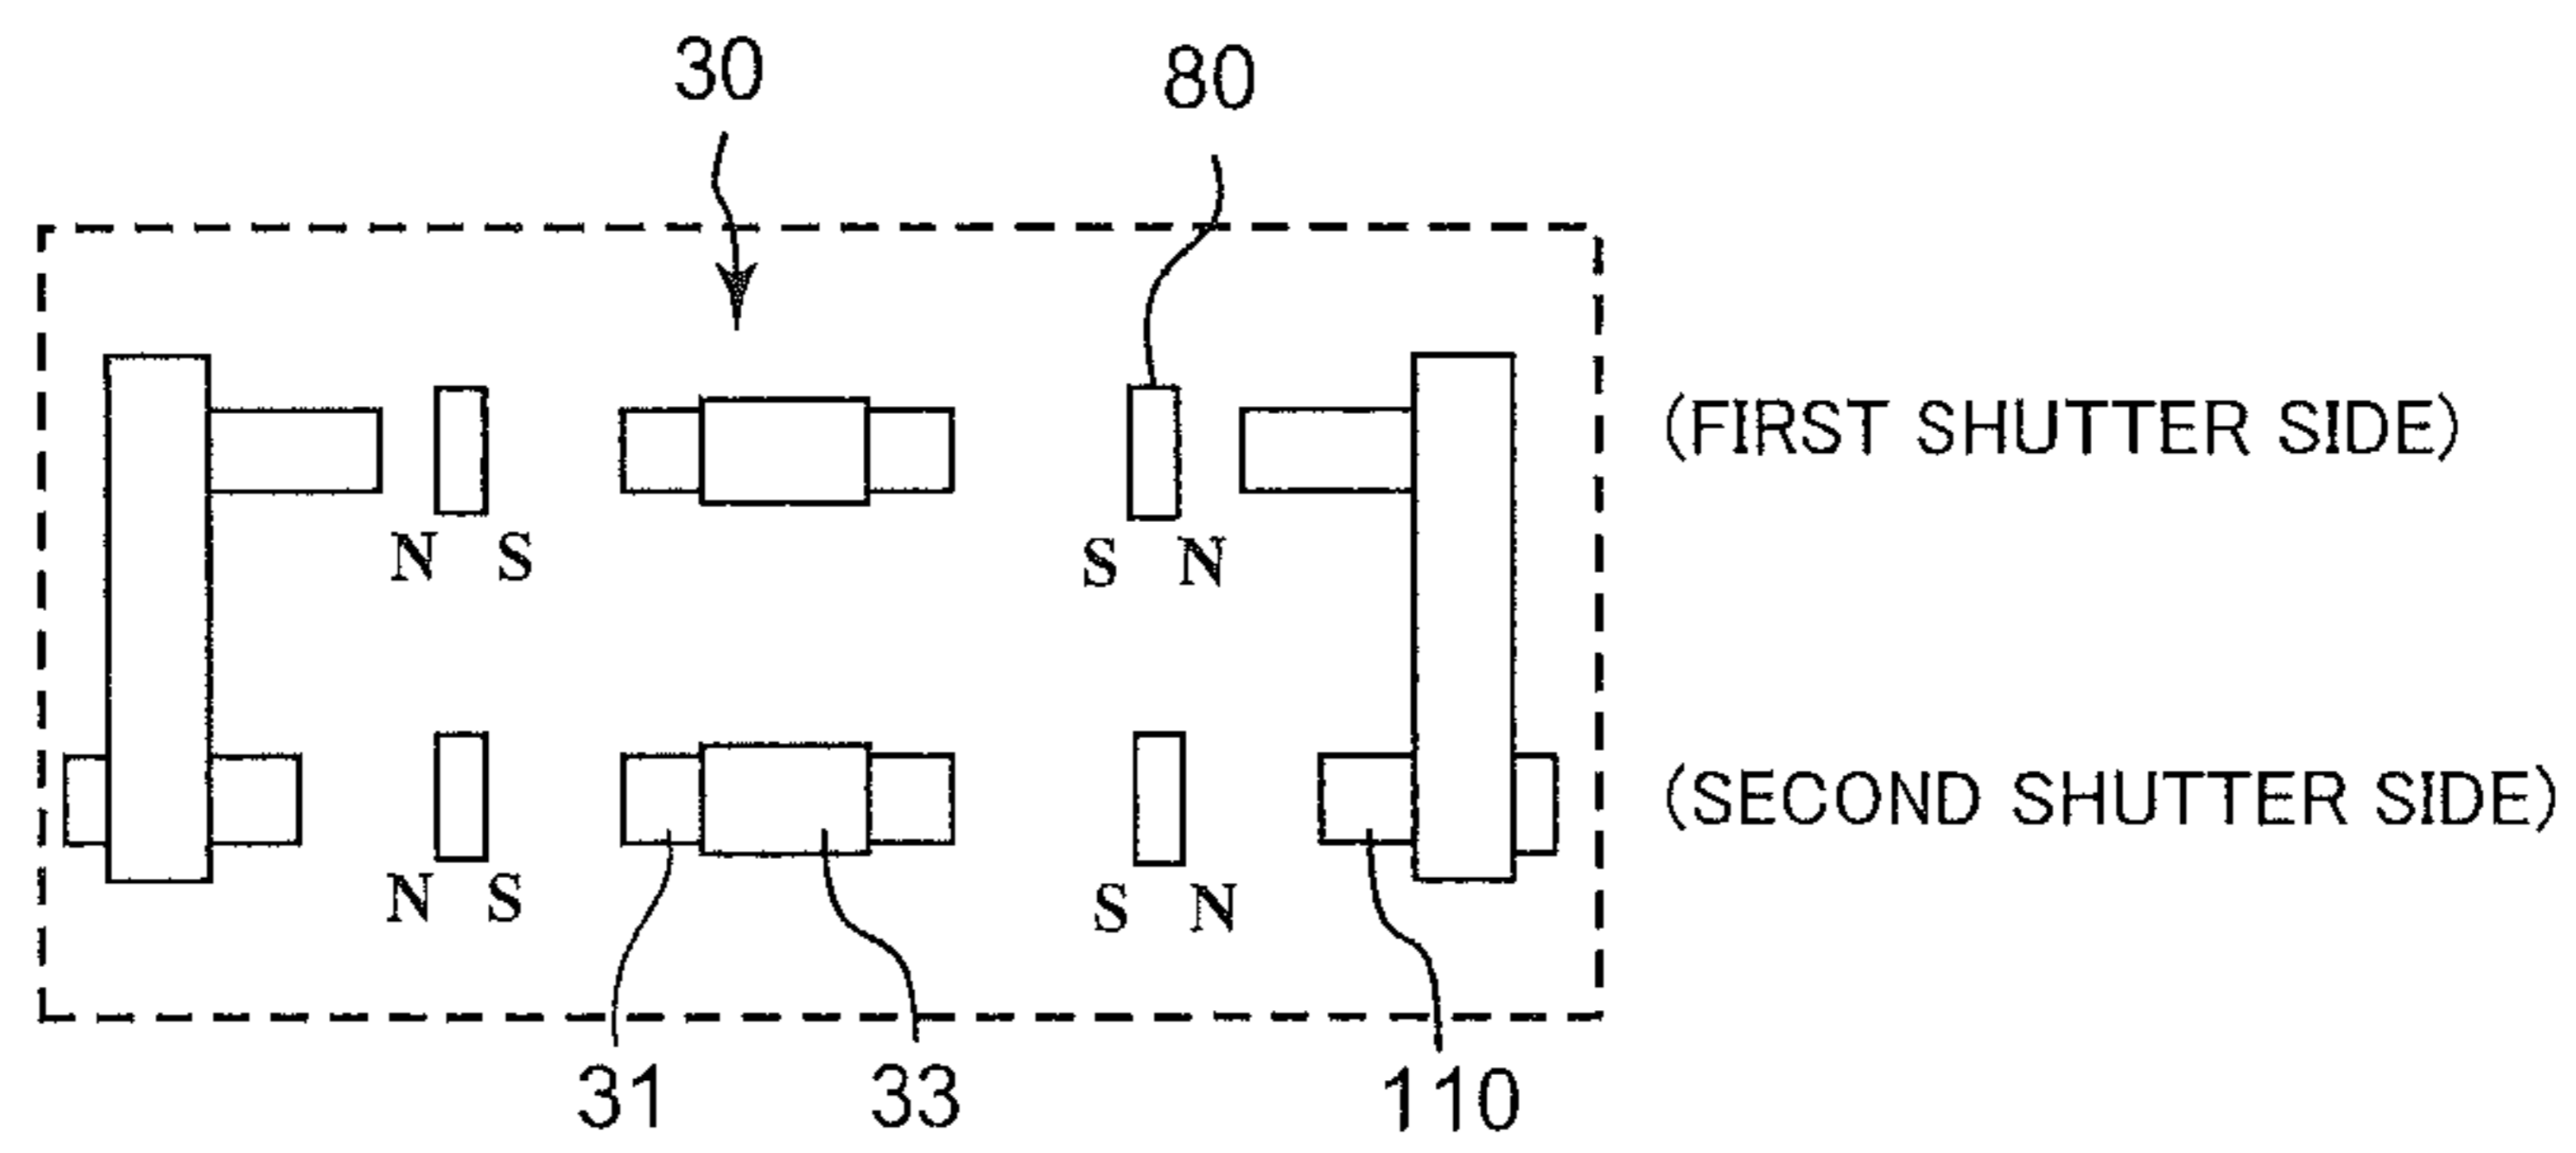 30 80
(FIRST SHUTTER SIDE)
N S S N
(SECOND SHUTTER SIDE)
N S S N
31 33 110